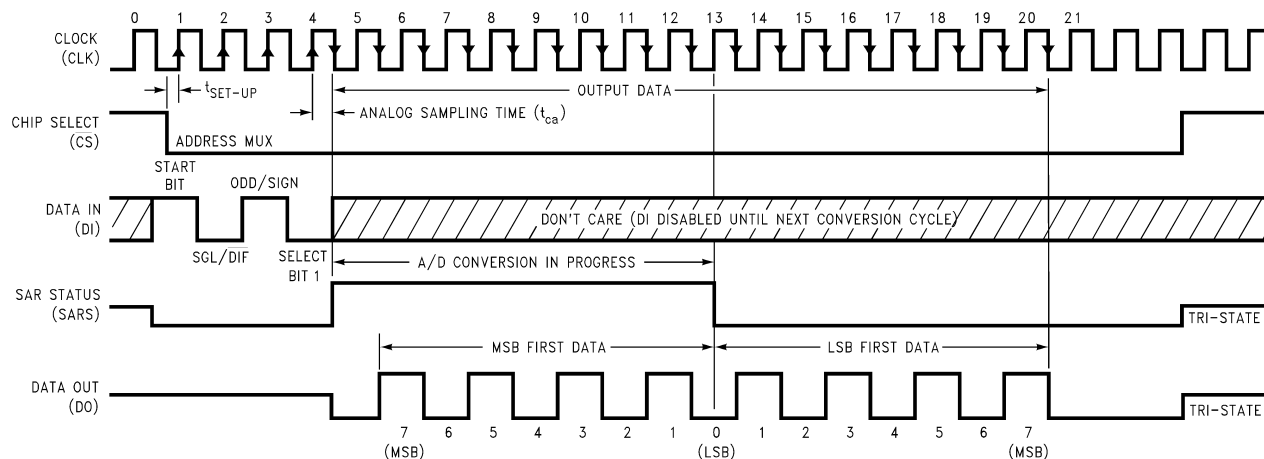 0 1 2 3 4 5 6 7 8 9 10 11 12 13 14 15 16 17 18 19 20 21
CLOCK
(CLK)
tSET-UP
OUTPUT DATA
ANALOG SAMPLING TIME (tca)
CHIP SELECT
(CS)
ADDRESS MUX
START
BIT
ODD/SIGN
DATA IN
(DI)
DON'T CARE (DI DISABLED UNTIL NEXT CONVERSION CYCLE)
SGL/DIF
SELECT
BIT 1
A/D CONVERSION IN PROGRESS
SAR STATUS
(SARS)
TRI-STATE
MSB FIRST DATA
LSB FIRST DATA
DATA OUT
(DO)
TRI-STATE
7 6 5 4 3 2 1 0 1 2 3 4 5 6 7
(MSB) (LSB) (MSB)